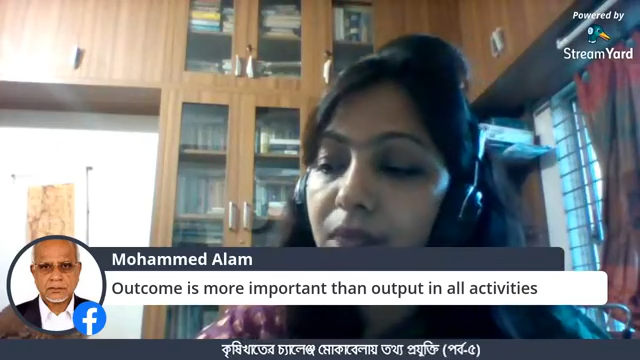 Powered by
StreamYard
Mohammed Alam
Outcome is more important than output in all activities
কৃষিখাতের চ্যালেঞ্জ মোকাবেলায় তথ্য প্রযুক্তি (পর্ব-৫)